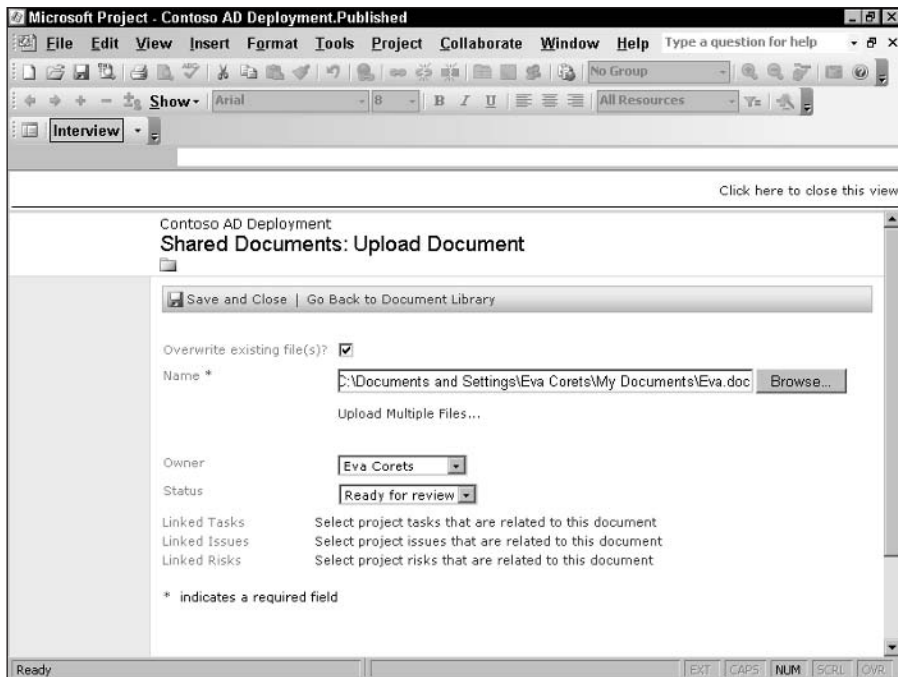 Microsoft Project - Contoso AD Deployment.Published
File Edit View Insert Format Tools Project Collaborate Window Help Type a question for help
No Group
Show Arial 8 B I U All Resources
Interview
Click here to close this view
Contoso AD Deployment
Shared Documents: Upload Document
Save and Close | Go Back to Document Library
Overwrite existing file(s)?
Name *
C:\Documents and Settings\Eva Corets\My Documents\Eva.doc Browse...
Upload Multiple Files...
Owner Eva Corets
Status Ready for review
Linked Tasks Select project tasks that are related to this document
Linked Issues Select project issues that are related to this document
Linked Risks Select project risks that are related to this document
* indicates a required field
Ready EXT CAPS NUM SCRL OVR